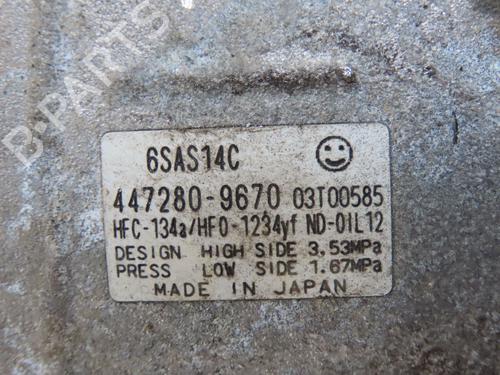 B-PARTS
6SAS14C
447280-9670 03T00585
HFC-134a/HFO-1234yf ND-OIL12
DESIGN HIGH SIDE 3.53MPa
PRESS LOW SIDE 1.67MPa
MADE IN JAPAN